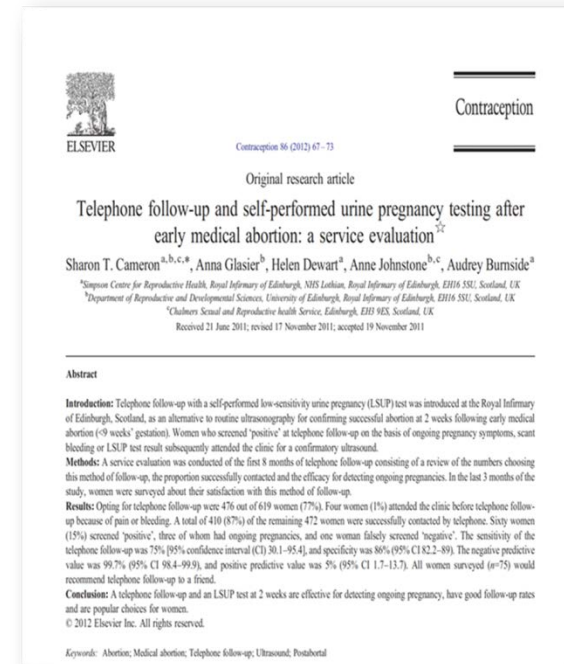 ELSEVIER
Contraception
Contraception 86 (2012) 67–73
Original research article
Telephone follow-up and self-performed urine pregnancy testing after
early medical abortion: a service evaluation☆
Sharon T. Cameron a,b,c,*, Anna Glasier b, Helen Dewart a, Anne Johnstone b,c, Audrey Burnside a
a Simpson Centre for Reproductive Health, Royal Infirmary of Edinburgh, NHS Lothian, Royal Infirmary of Edinburgh, EH16 5SU, Scotland, UK
b Department of Reproductive and Developmental Sciences, University of Edinburgh, Royal Infirmary of Edinburgh, EH16 5SU, Scotland, UK
c Chalmers Sexual and Reproductive health Service, Edinburgh, EH3 9ES, Scotland, UK
Received 21 June 2011; revised 17 November 2011; accepted 19 November 2011
Abstract
Introduction: Telephone follow-up with a self-performed low-sensitivity urine pregnancy (LSUP) test was introduced at the Royal Infirmary
of Edinburgh, Scotland, as an alternative to routine ultrasonography for confirming successful abortion at 2 weeks following early medical
abortion (<9 weeks' gestation). Women who screened 'positive' at telephone follow-up on the basis of ongoing pregnancy symptoms, scant
bleeding or LSUP test result subsequently attended the clinic for a confirmatory ultrasound.
Methods: A service evaluation was conducted of the first 8 months of telephone follow-up consisting of a review of the numbers choosing
this method of follow-up, the proportion successfully contacted and the efficacy for detecting ongoing pregnancies. In the last 3 months of the
study, women were surveyed about their satisfaction with this method of follow-up.
Results: Opting for telephone follow-up were 476 out of 619 women (77%). Four women (1%) attended the clinic before telephone follow-
up because of pain or bleeding. A total of 410 (87%) of the remaining 472 women were successfully contacted by telephone. Sixty women
(15%) screened 'positive', three of whom had ongoing pregnancies, and one woman falsely screened 'negative'. The sensitivity of the
telephone follow-up was 75% [95% confidence interval (CI) 30.1–95.4], and specificity was 86% (95% CI 82.2–89). The negative predictive
value was 99.7% (95% CI 98.4–99.9), and positive predictive value was 5% (95% CI 1.7–13.7). All women surveyed (n=75) would
recommend telephone follow-up to a friend.
Conclusion: A telephone follow-up and an LSUP test at 2 weeks are effective for detecting ongoing pregnancy, have good follow-up rates
and are popular choices for women.
© 2012 Elsevier Inc. All rights reserved.
Keywords: Abortion; Medical abortion; Telephone follow-up; Ultrasound; Postabortal